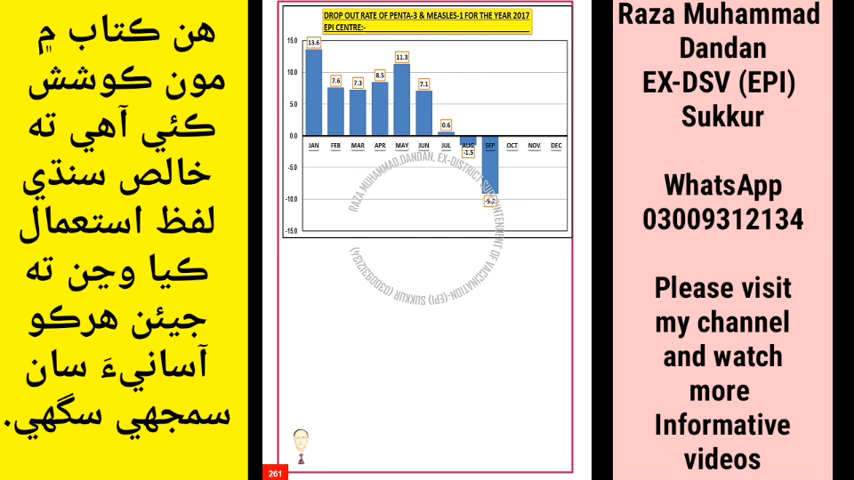 هن ڪتاب ۾
مون ڪوشش
ڪئي آهي ته
خالص سنڌي
لفظ استعمال
ڪيا وڃن ته
جيئن هرڪو
آسانيءَ سان
سمجهي سگهي.
DROP OUT RATE OF PENTA-3 & MEASLES-1 FOR THE YEAR 2017
EPI CENTRE:-
15.0
10.0
5.0
0.0
-5.0
-10.0
-15.0
13.6
7.6
7.3
8.5
11.3
7.1
0.6
-1.5
JAN FEB MAR APR MAY JUN JUL AUG SEP OCT NOV DEC
RAZA MUHAMMAD DANDAN, EX-DISTRICT SUPERINTENDENT OF VACCINATION-(EPI) SUKKUR (03009312134)
261
Raza Muhammad
Dandan
EX-DSV (EPI)
Sukkur
WhatsApp
03009312134
Please visit
my channel
and watch
more
Informative
videos